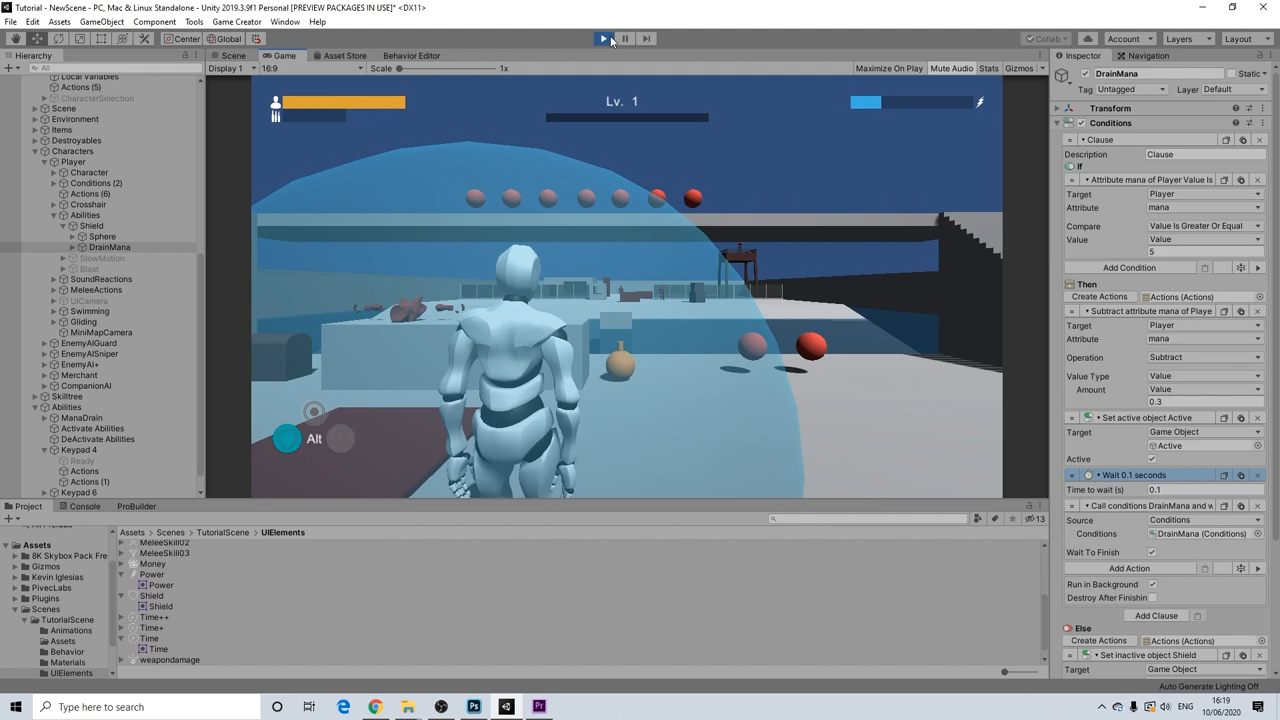 Tutorial - NewScene - PC, Mac & Linux Standalone - Unity 2019.3.9f1 Personal [PREVIEW PACKAGES IN USE]* <DX11>
File Edit Assets GameObject Component Tools Game Creator Window Help
Center Global Collab Account Layers Layout
Hierarchy Scene Game Asset Store Behavior Editor Inspector Navigation
All Display 1 16:9 Scale 1x Maximize On Play Mute Audio Stats Gizmos
DrainMana Static
Tag Untagged Layer Default
Local Variables
Actions (5)
CharacterSelection
Scene
Environment
Items
Destroyables
Characters
Player
Character
Conditions (2)
Actions (6)
Crosshair
Abilities
Shield
Sphere
DrainMana
SlowMotion
Blast
SoundReactions
MeleeActions
UICamera
Swimming
Gliding
MiniMapCamera
EnemyAIGuard
EnemyAISniper
EnemyAI+
Merchant
CompanionAI
Skilltree
Abilities
ManaDrain
Activate Abilities
DeActivate Abilities
Keypad 4
Ready
Actions
Actions (1)
Keypad 6
Lv. 1
Alt
Transform
Conditions
Clause
Description Clause
If
Attribute mana of Player Value Is
Target Player
Attribute mana
Compare Value Is Greater Or Equal
Value Value
5
Add Condition
Then
Create Actions Actions (Actions)
Subtract attribute mana of Playe
Target Player
Attribute mana
Operation Subtract
Value Type Value
Amount Value
0.3
Set active object Active
Target Game Object
Active
Active
Wait 0.1 seconds
Time to wait (s) 0.1
Call conditions DrainMana and w
Source Conditions
Conditions DrainMana (Conditions)
Wait To Finish
Add Action
Run in Background
Destroy After Finishin
Add Clause
Else
Create Actions Actions (Actions)
Set inactive object Shield
Target Game Object
Project Console ProBuilder
13
Assets
8K Skybox Pack Fre
Gizmos
Kevin Iglesias
PivecLabs
Plugins
Scenes
TutorialScene
Animations
Assets
Behavior
Materials
UIElements
Assets > Scenes > TutorialScene > UIElements
MeleeSkill02
MeleeSkill03
Money
Power
Power
Shield
Shield
Time++
Time+
Time
Time
weapondamage
Auto Generate Lighting Off
Type here to search
ENG
16:19
10/06/2020